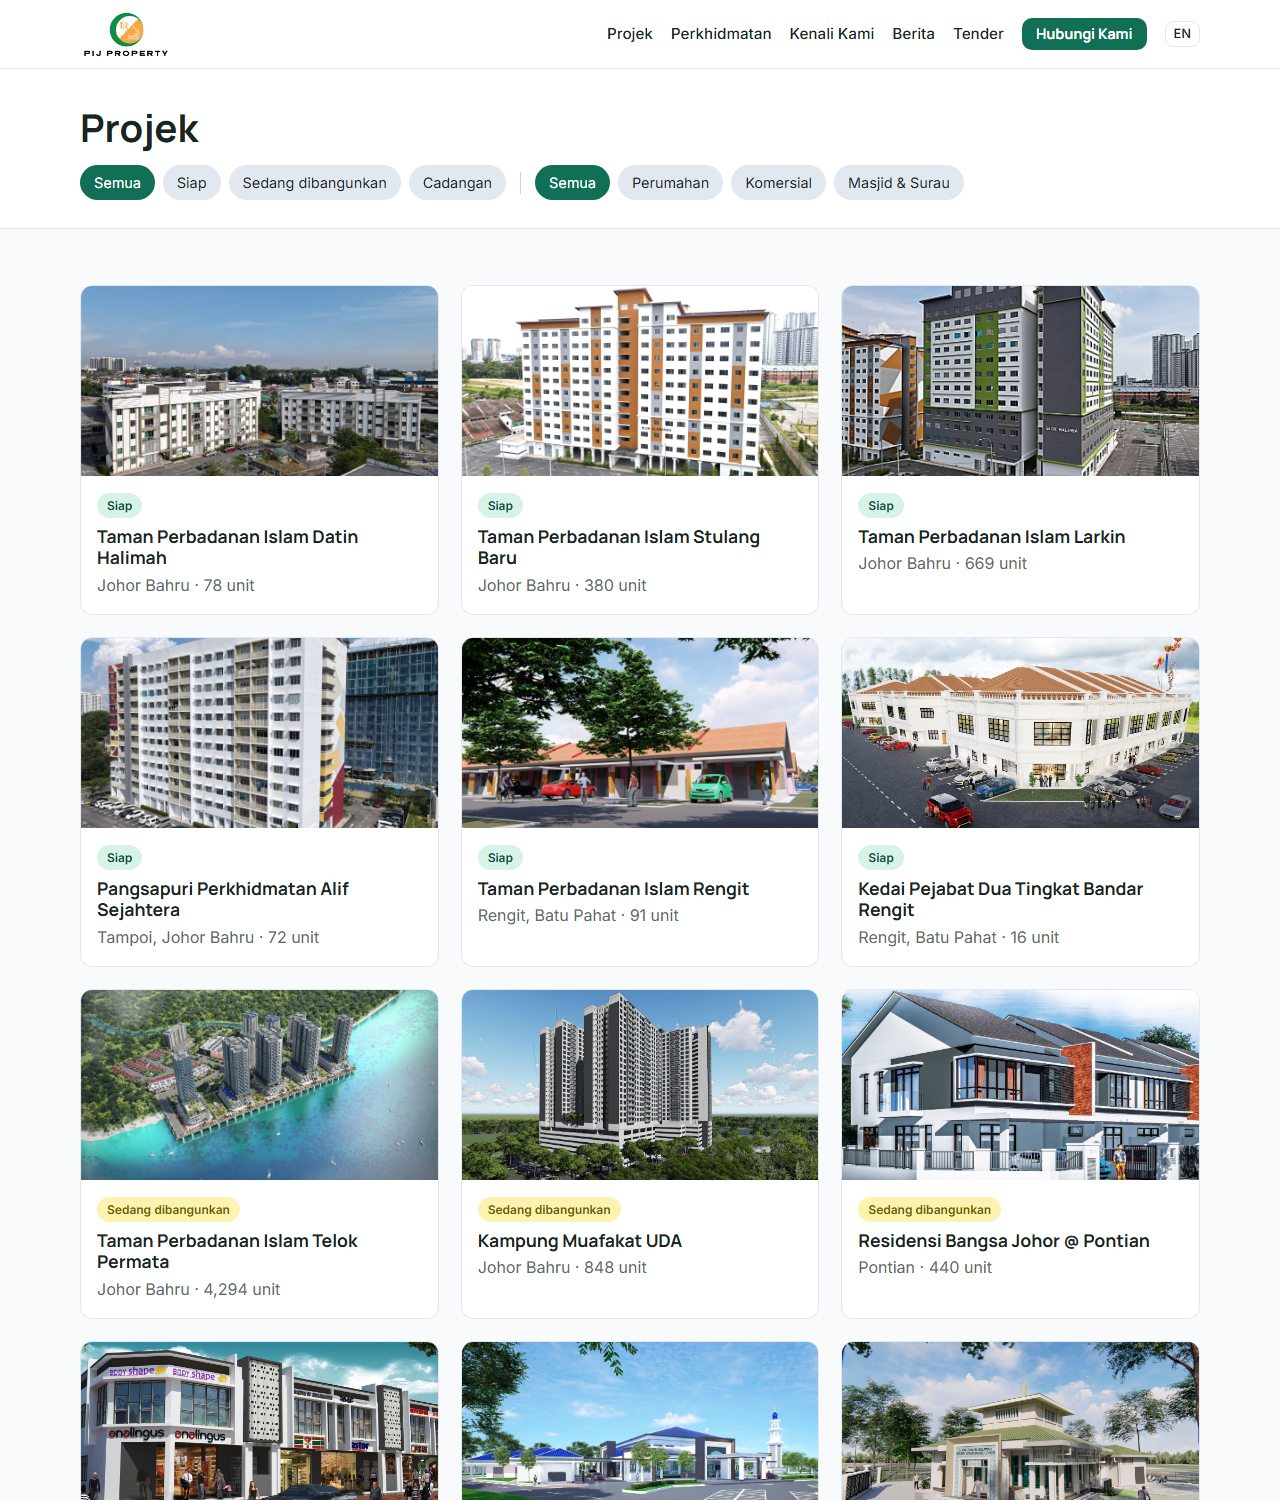 PIJ PROPERTY
Projek
Perkhidmatan
Kenali Kami
Berita
Tender
Hubungi Kami
EN
Projek
Semua
Siap
Sedang dibangunkan
Cadangan
Semua
Perumahan
Komersial
Masjid & Surau
Siap
Taman Perbadanan Islam Datin
Halimah
Johor Bahru · 78 unit
Siap
Taman Perbadanan Islam Stulang
Baru
Johor Bahru · 380 unit
Siap
Taman Perbadanan Islam Larkin
Johor Bahru · 669 unit
Siap
Pangsapuri Perkhidmatan Alif
Sejahtera
Tampoi, Johor Bahru · 72 unit
Siap
Taman Perbadanan Islam Rengit
Rengit, Batu Pahat · 91 unit
Siap
Kedai Pejabat Dua Tingkat Bandar
Rengit
Rengit, Batu Pahat · 16 unit
Sedang dibangunkan
Taman Perbadanan Islam Telok
Permata
Johor Bahru · 4,294 unit
Sedang dibangunkan
Kampung Muafakat UDA
Johor Bahru · 848 unit
Sedang dibangunkan
Residensi Bangsa Johor @ Pontian
Pontian · 440 unit
BODY shape
BODY shape
onelingus
onelingus